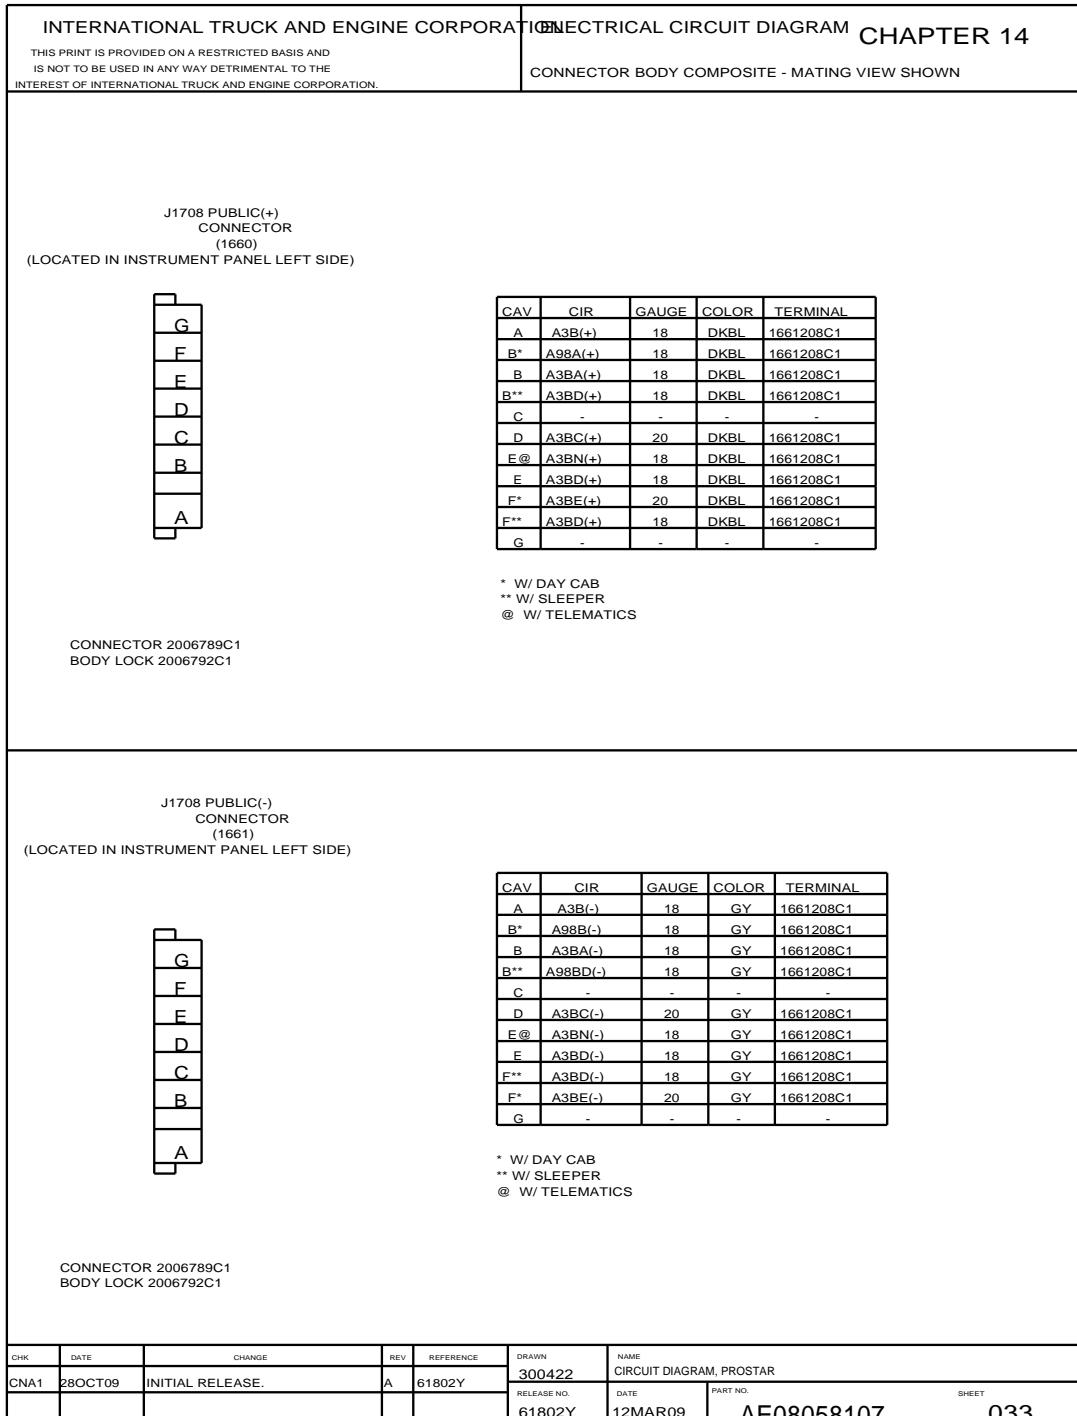 INTERNATIONAL TRUCK AND ENGINE CORPORATION
THIS PRINT IS PROVIDED ON A RESTRICTED BASIS AND
IS NOT TO BE USED IN ANY WAY DETRIMENTAL TO THE
INTEREST OF INTERNATIONAL TRUCK AND ENGINE CORPORATION.
ELECTRICAL CIRCUIT DIAGRAM CHAPTER 14
CONNECTOR BODY COMPOSITE - MATING VIEW SHOWN
J1708 PUBLIC(+)
CONNECTOR
(1660)
(LOCATED IN INSTRUMENT PANEL LEFT SIDE)
G
F
E
D
C
B
A
CAV CIR GAUGE COLOR TERMINAL
A A3B(+) 18 DKBL 1661208C1
B* A98A(+) 18 DKBL 1661208C1
B A3BA(+) 18 DKBL 1661208C1
B** A3BD(+) 18 DKBL 1661208C1
C - - - -
D A3BC(+) 20 DKBL 1661208C1
E@ A3BN(+) 18 DKBL 1661208C1
E A3BD(+) 18 DKBL 1661208C1
F* A3BE(+) 20 DKBL 1661208C1
F** A3BD(+) 18 DKBL 1661208C1
G - - - -
* W/ DAY CAB
** W/ SLEEPER
@ W/ TELEMATICS
CONNECTOR 2006789C1
BODY LOCK 2006792C1
J1708 PUBLIC(-)
CONNECTOR
(1661)
(LOCATED IN INSTRUMENT PANEL LEFT SIDE)
G
F
E
D
C
B
A
CAV CIR GAUGE COLOR TERMINAL
A A3B(-) 18 GY 1661208C1
B* A98B(-) 18 GY 1661208C1
B A3BA(-) 18 GY 1661208C1
B** A98BD(-) 18 GY 1661208C1
C - - - -
D A3BC(-) 20 GY 1661208C1
E@ A3BN(-) 18 GY 1661208C1
E A3BD(-) 18 GY 1661208C1
F** A3BD(-) 18 GY 1661208C1
F* A3BE(-) 20 GY 1661208C1
G - - - -
* W/ DAY CAB
** W/ SLEEPER
@ W/ TELEMATICS
CONNECTOR 2006789C1
BODY LOCK 2006792C1
CHK DATE CHANGE REV REFERENCE
CNA1 28OCT09 INITIAL RELEASE. A 61802Y
DRAWN
300422
NAME
CIRCUIT DIAGRAM, PROSTAR
RELEASE NO.
61802Y
DATE
12MAR09
PART NO.
AE08058107
SHEET
033